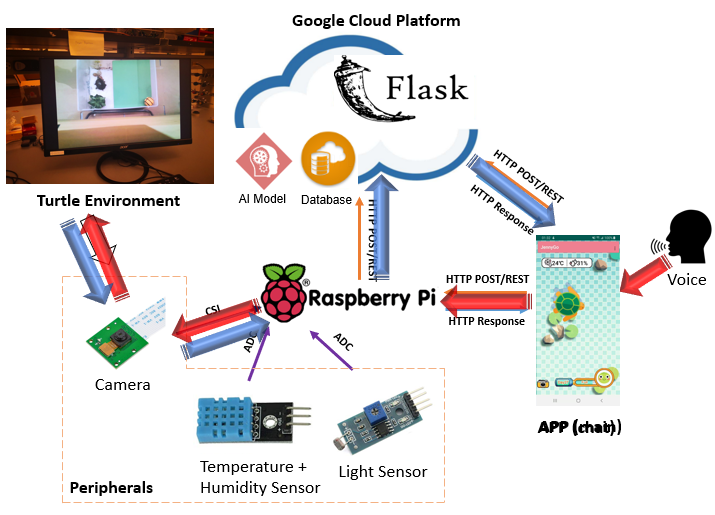 Google Cloud Platform
Flask
AI Model
Database
HTTP POST/REST
HTTP POST/REST
HTTP Response
Turtle Environment
Voice
24°C
31%
HTTP POST/REST
HTTP Response
Raspberry Pi
®
CSI
ADC
ADC
Camera
APP (
Temperature +
Humidity Sensor
Light Sensor
Peripherals